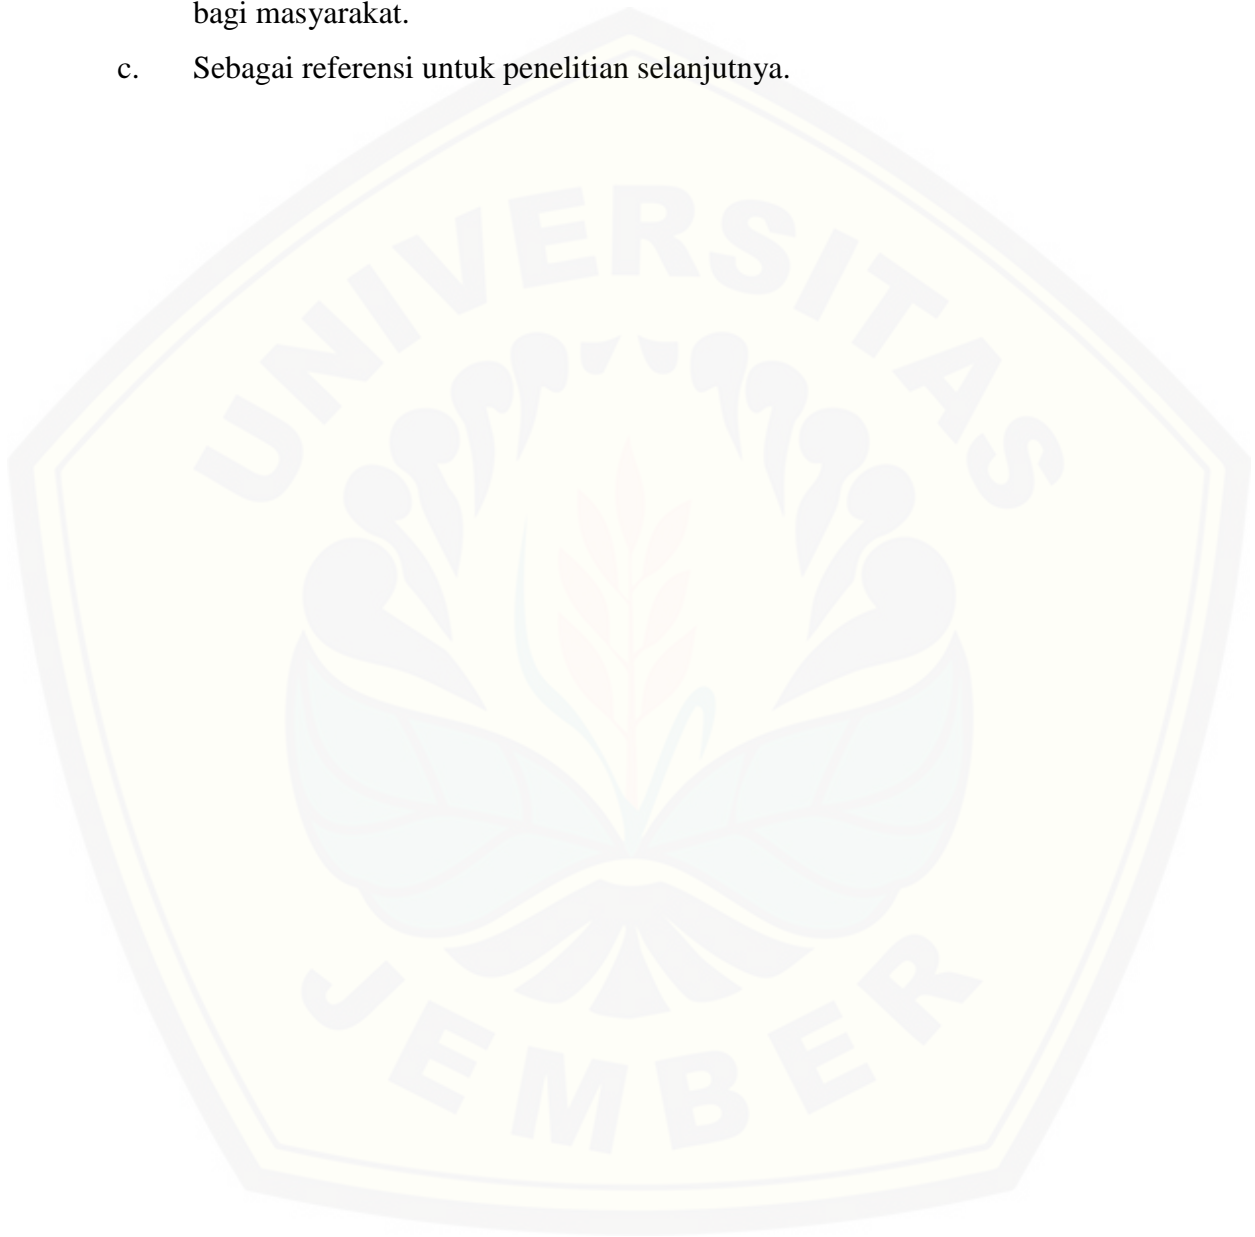 bagi masyarakat.
c. Sebagai referensi untuk penelitian selanjutnya.
UNIVERSITAS
JEMBER